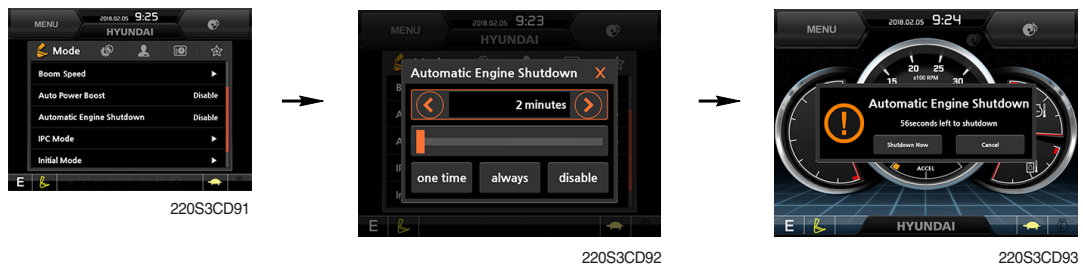 MENU
2018.02.05 9:25
HYUNDAI
Mode
Boom Speed
Auto Power Boost Disable
Automatic Engine Shutdown Disable
IPC Mode
Initial Mode
E
220S3CD91
MENU
2018.02.05 9:23
HYUNDAI
Automatic Engine Shutdown X
2 minutes
one time always disable
E HYUNDAI
220S3CD92
MENU
2018.02.05 9:24
15 20 25 30
x100 RPM
Automatic Engine Shutdown
56seconds left to shutdown
Shutdown Now Cancel
ACCEL
E HYUNDAI
220S3CD93